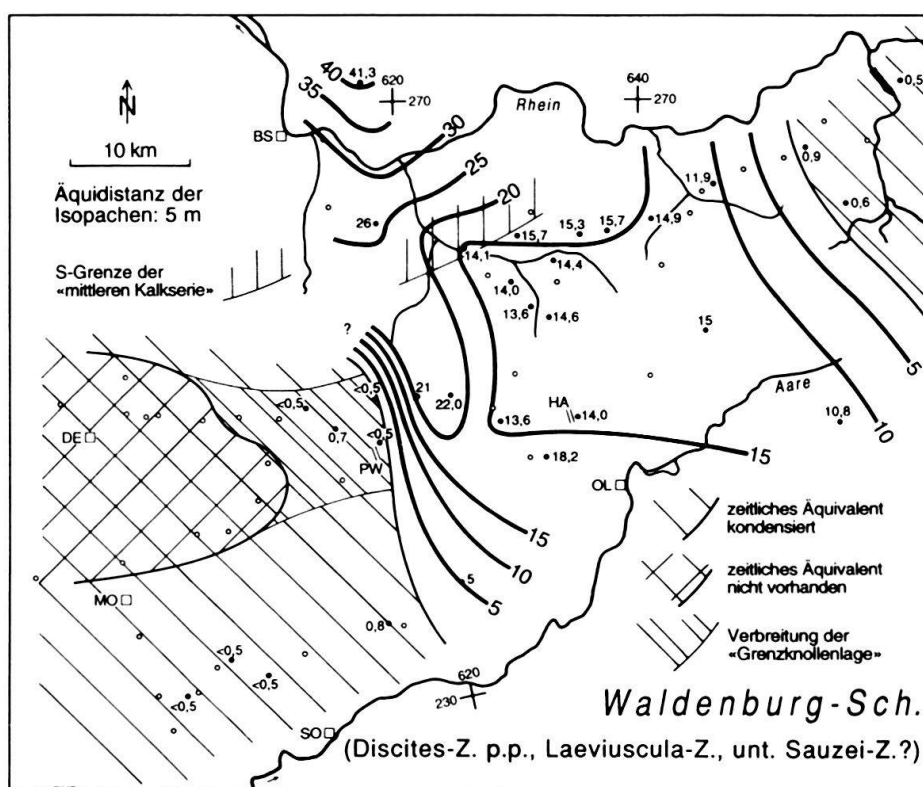 40
41,3
620
270
35
640
270
Rhein
0,5
N
BS
30
10 km
25
11,9
0,9
Äquidistanz der
Isopachen: 5 m
20
26
15,7
15,3
15,7
14,9
0,6
14,1
14,4
S-Grenze der
«mittleren Kalkserie»
14,0
13,6
14,6
15
?
<0,5
<0,5
21
22,0
HA
14,0
Aare
5
DE
0,7
<0,5
PW
13,6
10,8
10
18,2
15
OL
15
zeitliches Äquivalent
kondensiert
10
5
5
zeitliches Äquivalent
nicht vorhanden
MO
0,8
Verbreitung der
«Grenzknollenlage»
<0,5
<0,5
<0,5
620
230
SO
Waldenburg-Sch.
(Discites-Z. p.p., Laeviuscula-Z., unt. Sauzei-Z.?)